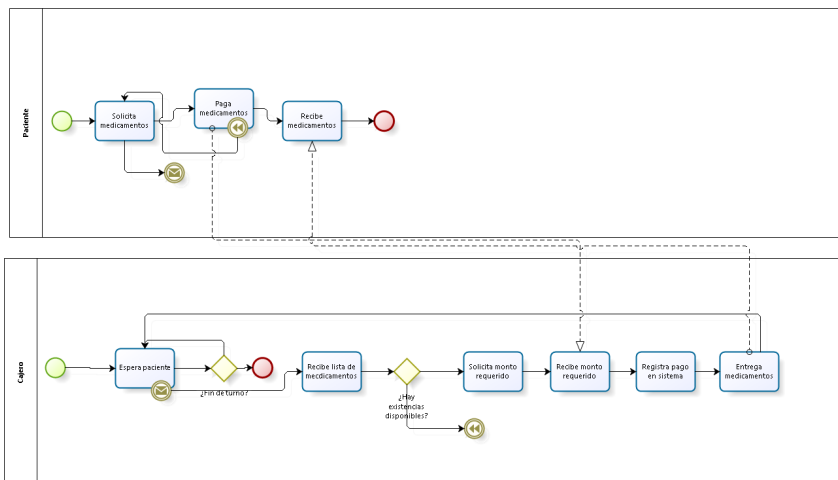 Paciente
Solicita
medicamentos
Paga
medicamentos
Recibe
medicamentos
Cajero
Espera paciente
¿Fin de turno?
Recibe lista de
medicamentos
¿Hay
existencias
disponibles?
Solicita monto
requerido
Recibe monto
requerido
Registra pago
en sistema
Entrega
medicamentos